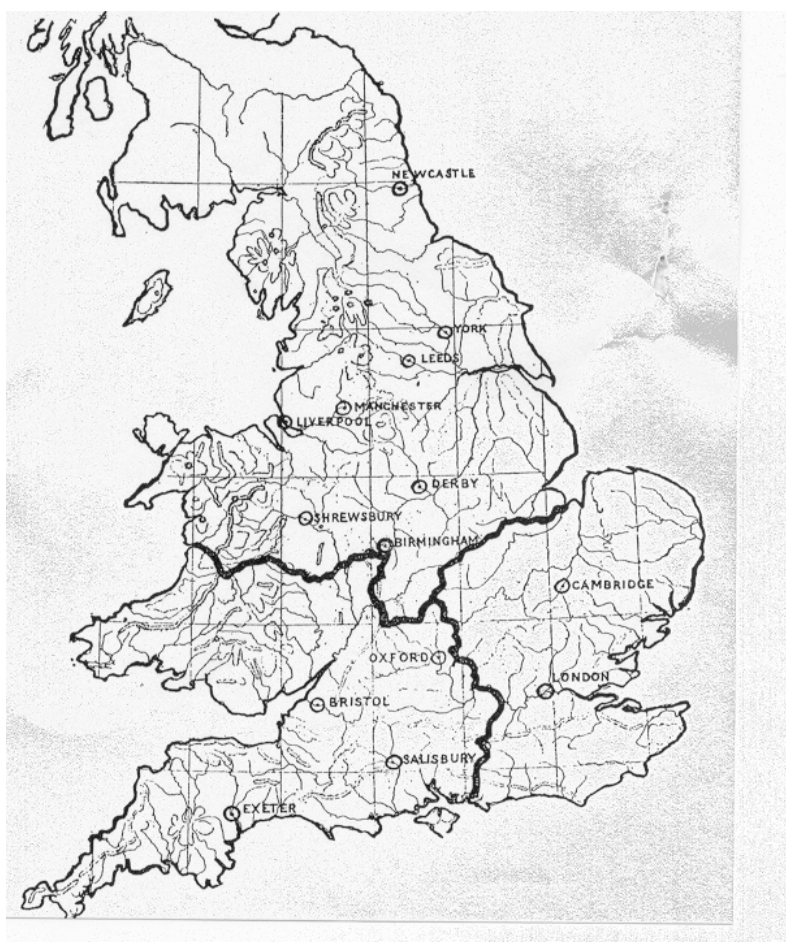 NEWCASTLE
YORK
LEEDS
MANCHESTER
LIVERPOOL
DERBY
SHREWSBURY
BIRMINGHAM
CAMBRIDGE
OXFORD
LONDON
BRISTOL
SALISBURY
EXETER